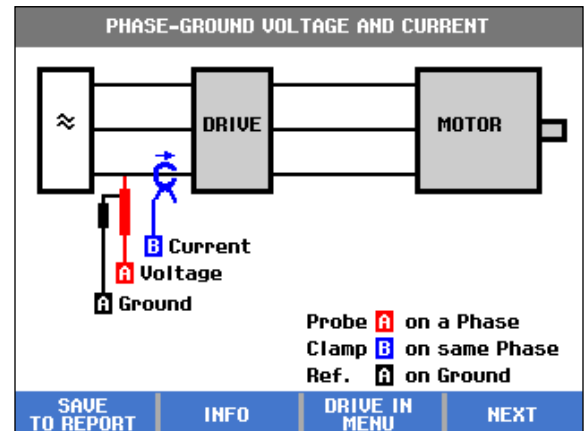 PHASE-GROUND VOLTAGE AND CURRENT
≈
DRIVE
MOTOR
B Current
A Voltage
A Ground
Probe A on a Phase
Clamp B on same Phase
Ref. A on Ground
SAVE
TO REPORT
INFO
DRIVE IN
MENU
NEXT